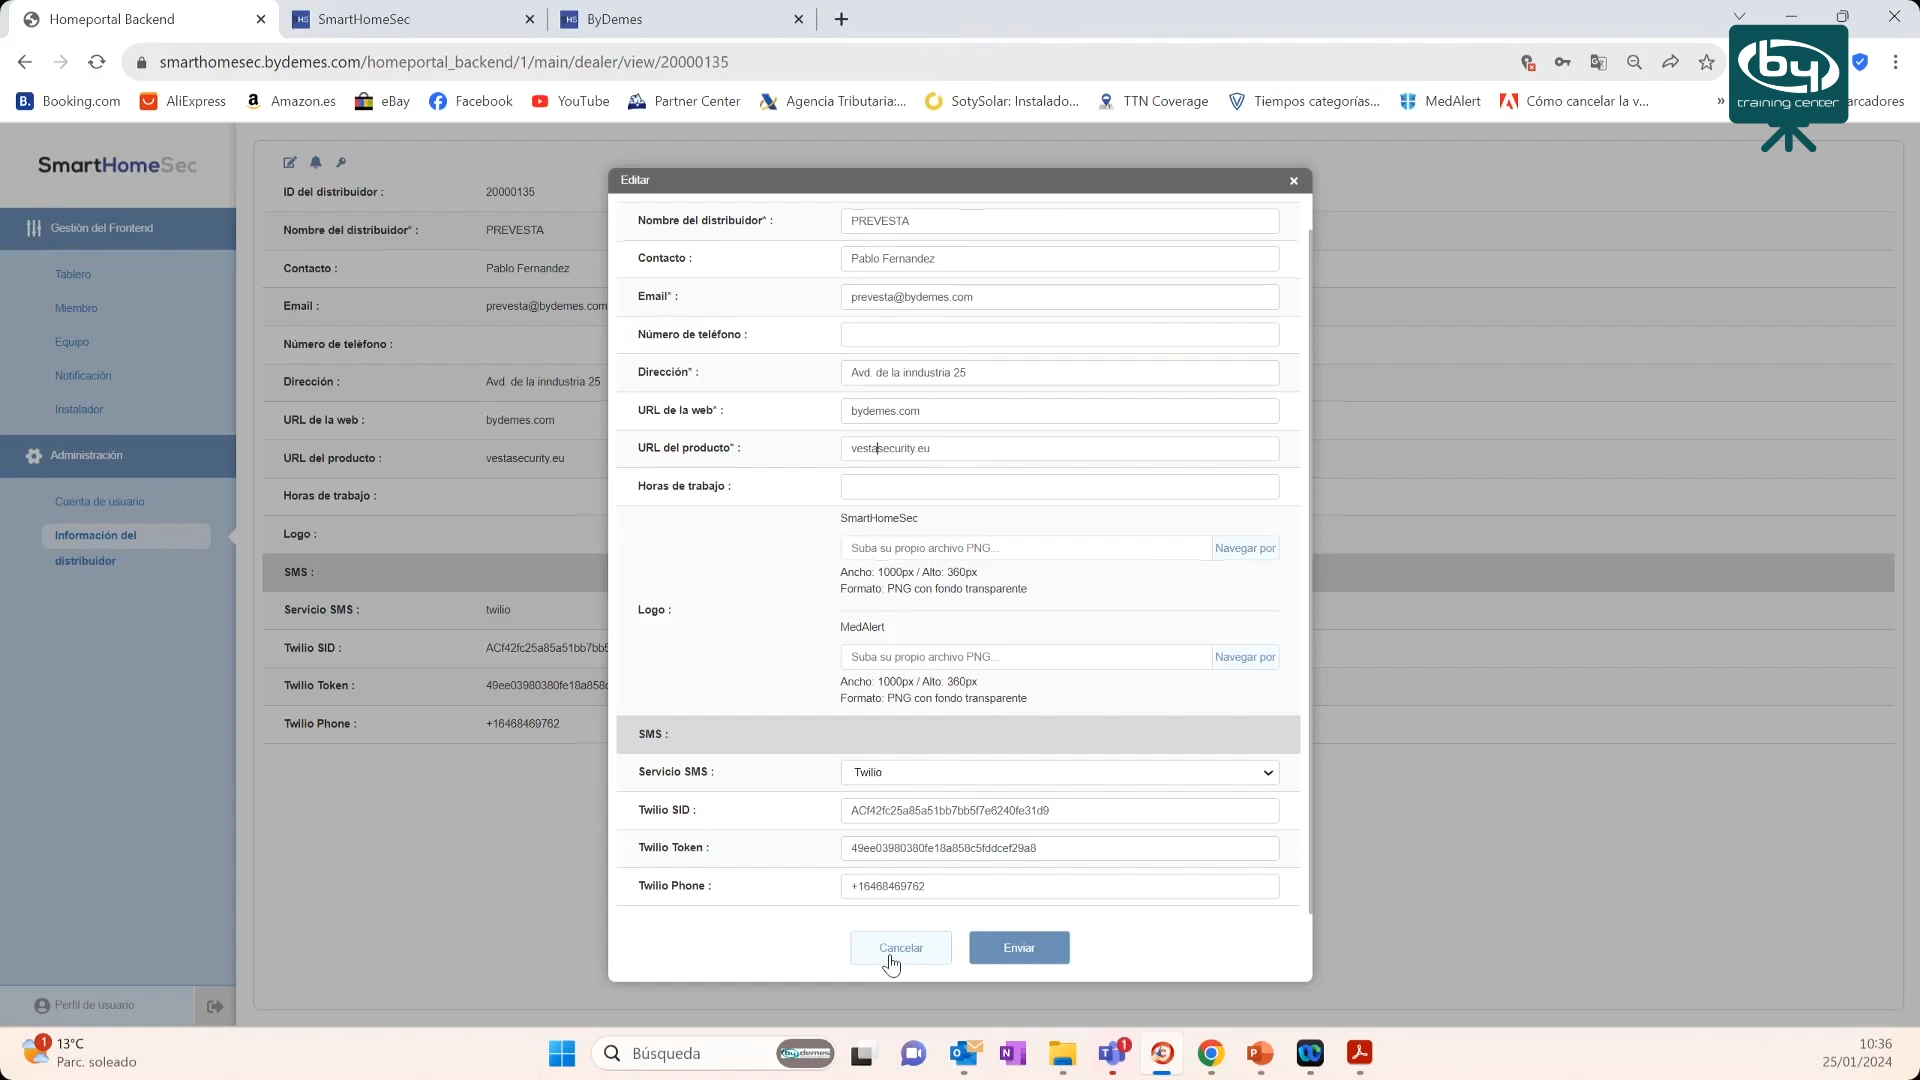 Homeportal Backend
SmartHomeSec
ByDemes
smarthomesec.bydemes.com/homeportal_backend/1/main/dealer/view/20000135
Booking.com
AliExpress
Amazon.es
eBay
Facebook
YouTube
Partner Center
Agencia Tributaria:...
SotySolar: Instalado...
TTN Coverage
Tiempos categorías...
MedAlert
Cómo cancelar la v...
»
arcadores
by
training center
SmartHomeSec
Gestión del Frontend
Tablero
Miembro
Equipo
Notificación
Instalador
Administración
Cuenta de usuario
Información del
distribuidor
Perfil de usuario
ID del distribuidor : 20000135
Nombre del distribuidor* : PREVESTA
Contacto : Pablo Fernandez
Email : prevesta@bydemes.com
Número de teléfono :
Dirección : Avd. de la inndustria 25
URL de la web : bydemes.com
URL del producto : vestasecurity.eu
Horas de trabajo :
Logo :
SMS :
Servicio SMS : twilio
Twilio SID : ACf42fc25a85a51bb7bb5
Twilio Token : 49ee03980380fe18a858c
Twilio Phone : +16468469762
Editar
Nombre del distribuidor* : PREVESTA
Contacto : Pablo Fernandez
Email* : prevesta@bydemes.com
Número de teléfono :
Dirección* : Avd. de la inndustria 25
URL de la web* : bydemes.com
URL del producto* : vestasecurity.eu
Horas de trabajo :
Logo :
SmartHomeSec
Suba su propio archivo PNG... Navegar por
Ancho: 1000px / Alto: 360px
Formato: PNG con fondo transparente
MedAlert
Suba su propio archivo PNG... Navegar por
Ancho: 1000px / Alto: 360px
Formato: PNG con fondo transparente
SMS :
Servicio SMS : Twilio
Twilio SID : ACf42fc25a85a51bb7bb5f7e6240fe31d9
Twilio Token : 49ee03980380fe18a858c5fddcef29a8
Twilio Phone : +16468469762
Cancelar
Enviar
1
13°C
Parc. soleado
Búsqueda
bydemes
1
10:36
25/01/2024